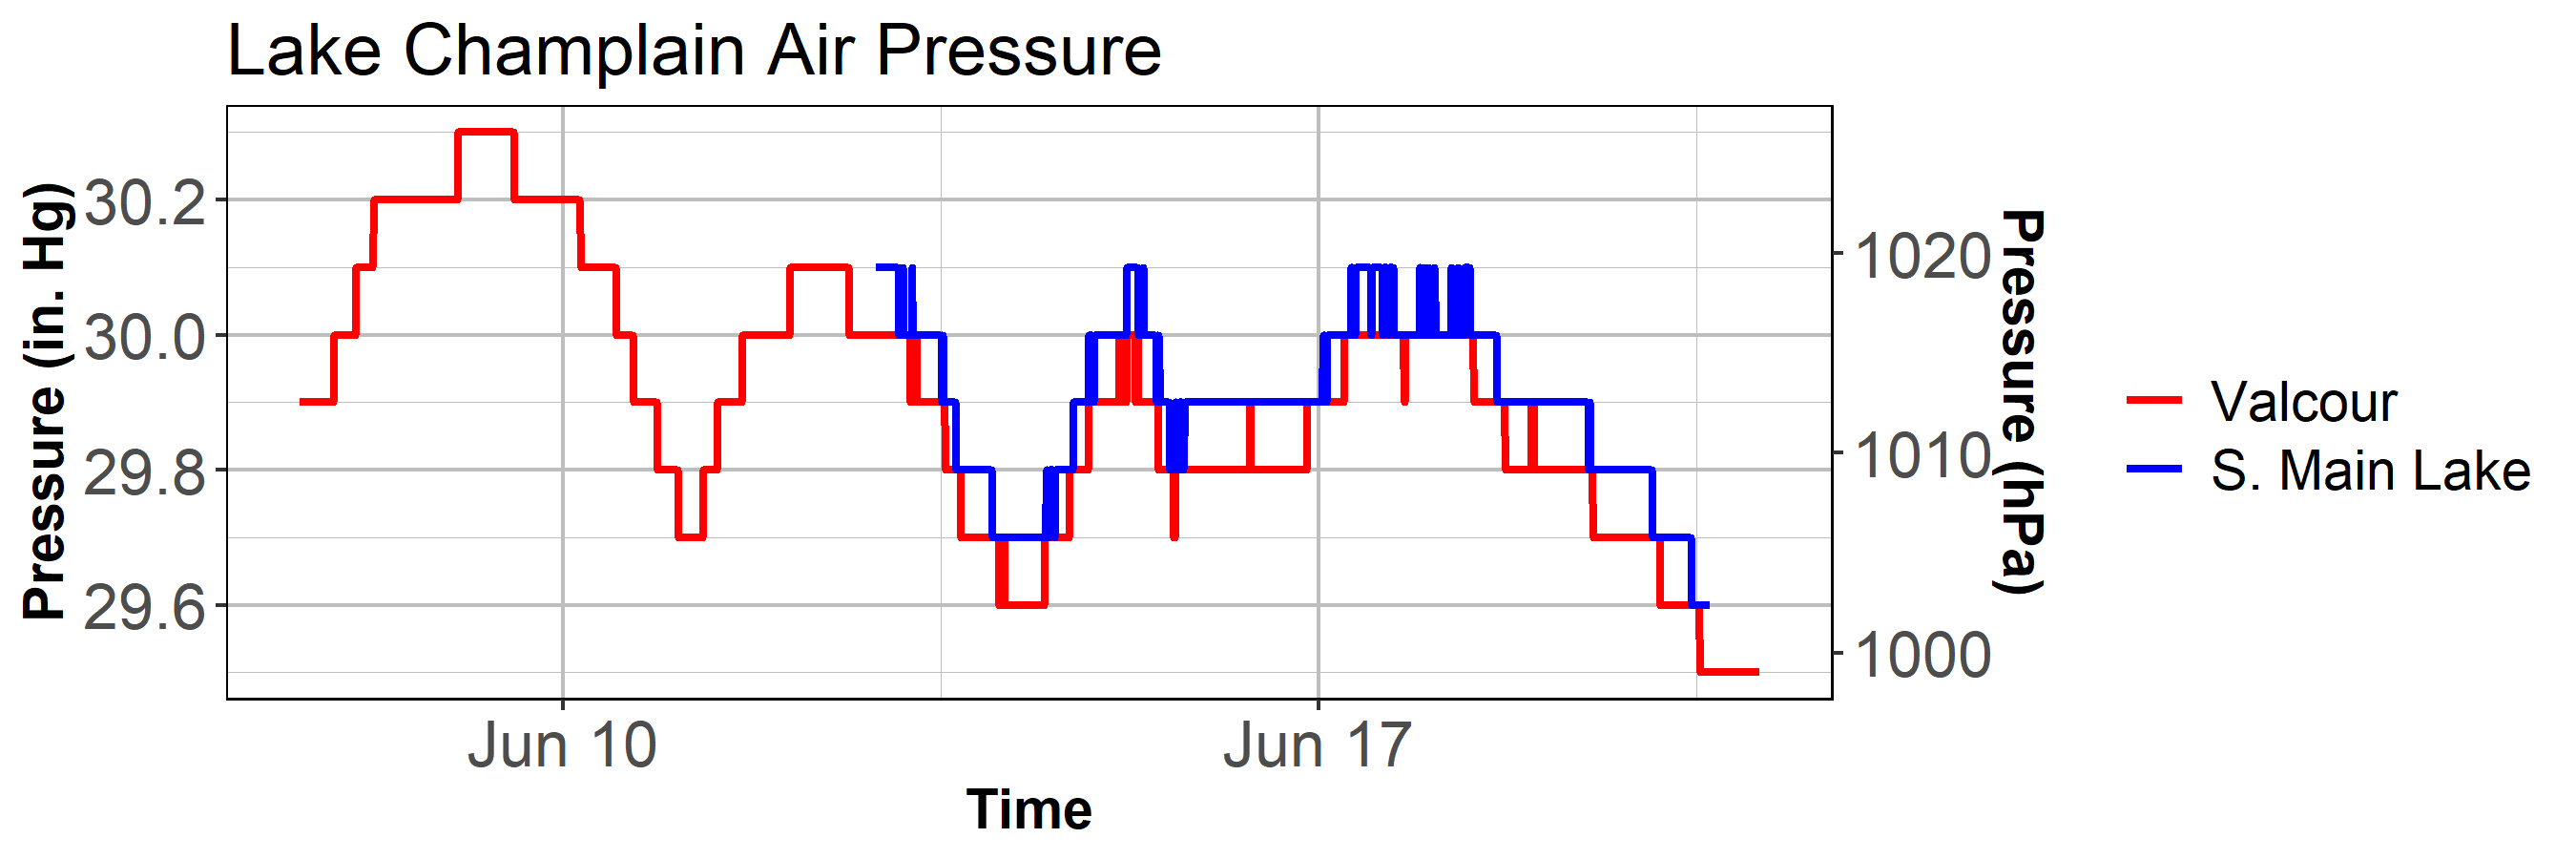 Lake Champlain Air Pressure
Pressure (in. Hg)
30.2
30.0
29.8
29.6
1020
1010
1000
Pressure (hPa)
Jun 10
Jun 17
Time
Valcour
S. Main Lake